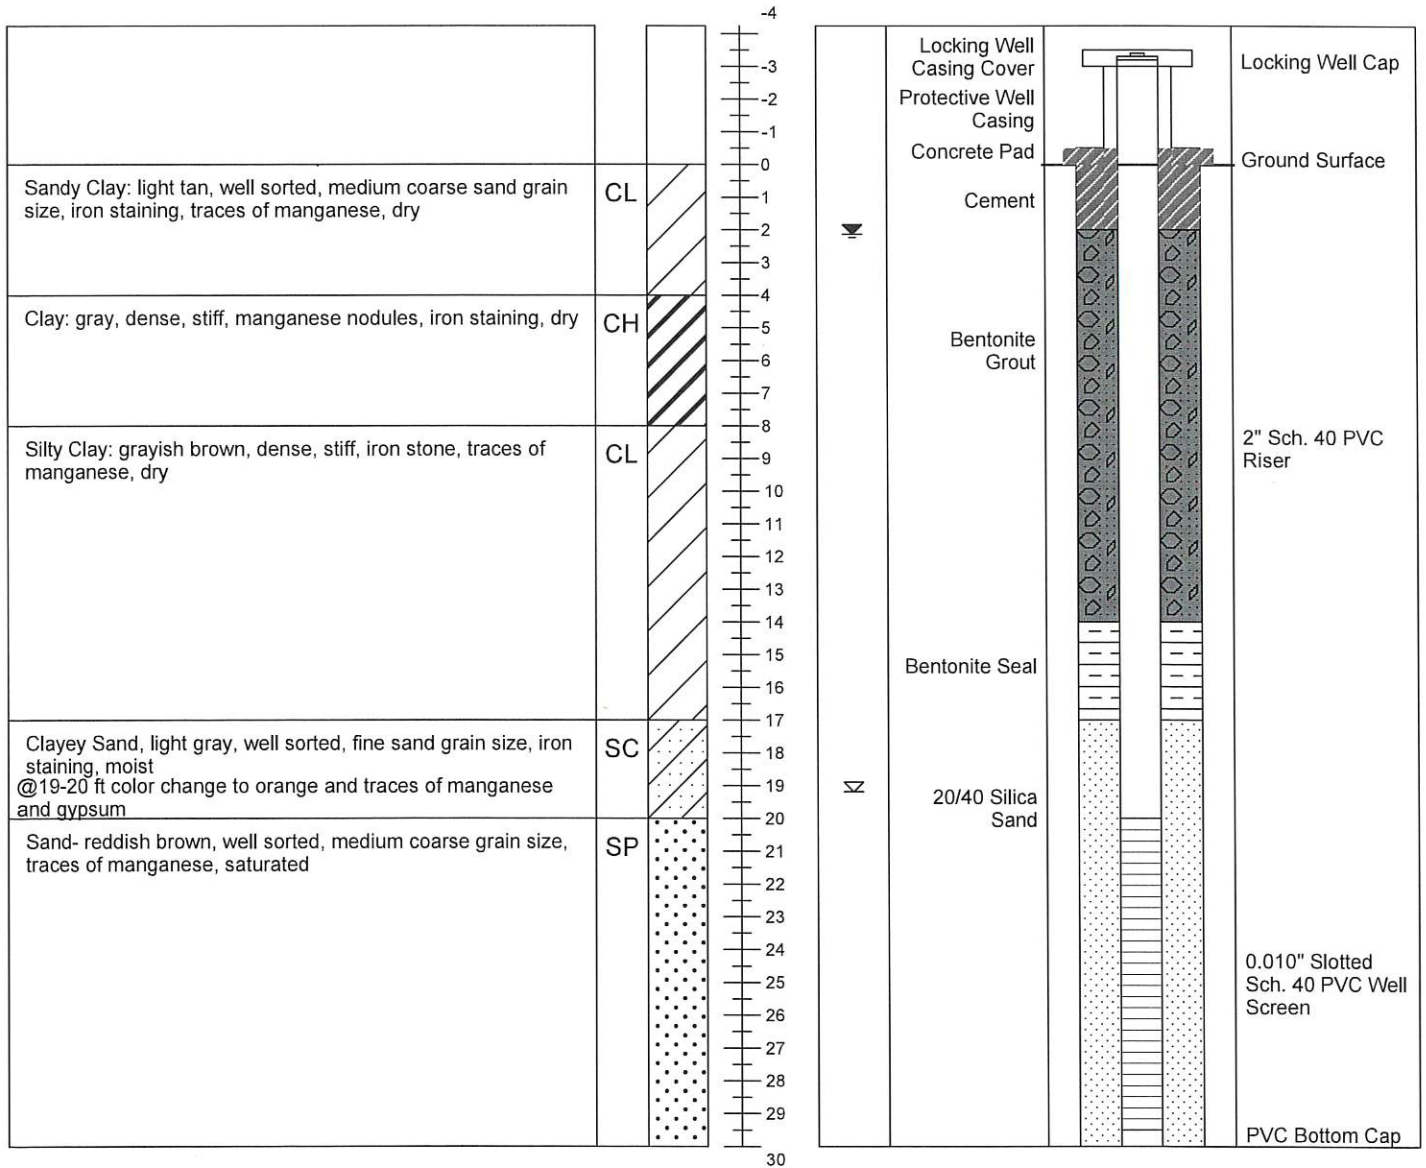 Sandy Clay: light tan, well sorted, medium coarse sand grain
size, iron staining, traces of manganese, dry
CL
Clay: gray, dense, stiff, manganese nodules, iron staining, dry
CH
Silty Clay: grayish brown, dense, stiff, iron stone, traces of
manganese, dry
CL
Clayey Sand, light gray, well sorted, fine sand grain size, iron
staining, moist
@19-20 ft color change to orange and traces of manganese
and gypsum
SC
Sand- reddish brown, well sorted, medium coarse grain size,
traces of manganese, saturated
SP
-4
-3
-2
-1
0
1
2
3
4
5
6
7
8
9
10
11
12
13
14
15
16
17
18
19
20
21
22
23
24
25
26
27
28
29
30
Locking Well
Casing Cover
Protective Well
Casing
Concrete Pad
Cement
Bentonite
Grout
Bentonite Seal
20/40 Silica
Sand
Locking Well Cap
Ground Surface
2" Sch. 40 PVC
Riser
0.010" Slotted
Sch. 40 PVC Well
Screen
PVC Bottom Cap